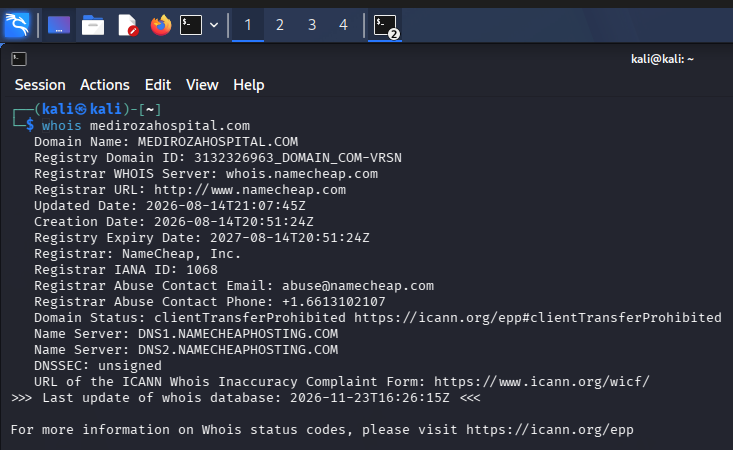 1 2 3 4 2
kali@kali: ~
Session Actions Edit View Help
┌──(kali㉿kali)-[~]
└─$ whois medirozahospital.com
Domain Name: MEDIROZAHOSPITAL.COM
Registry Domain ID: 3132326963_DOMAIN_COM-VRSN
Registrar WHOIS Server: whois.namecheap.com
Registrar URL: http://www.namecheap.com
Updated Date: 2026-08-14T21:07:45Z
Creation Date: 2026-08-14T20:51:24Z
Registry Expiry Date: 2027-08-14T20:51:24Z
Registrar: NameCheap, Inc.
Registrar IANA ID: 1068
Registrar Abuse Contact Email: abuse@namecheap.com
Registrar Abuse Contact Phone: +1.6613102107
Domain Status: clientTransferProhibited https://icann.org/epp#clientTransferProhibited
Name Server: DNS1.NAMECHEAPHOSTING.COM
Name Server: DNS2.NAMECHEAPHOSTING.COM
DNSSEC: unsigned
URL of the ICANN Whois Inaccuracy Complaint Form: https://www.icann.org/wicf/
>>> Last update of whois database: 2026-11-23T16:26:15Z <<<
For more information on Whois status codes, please visit https://icann.org/epp